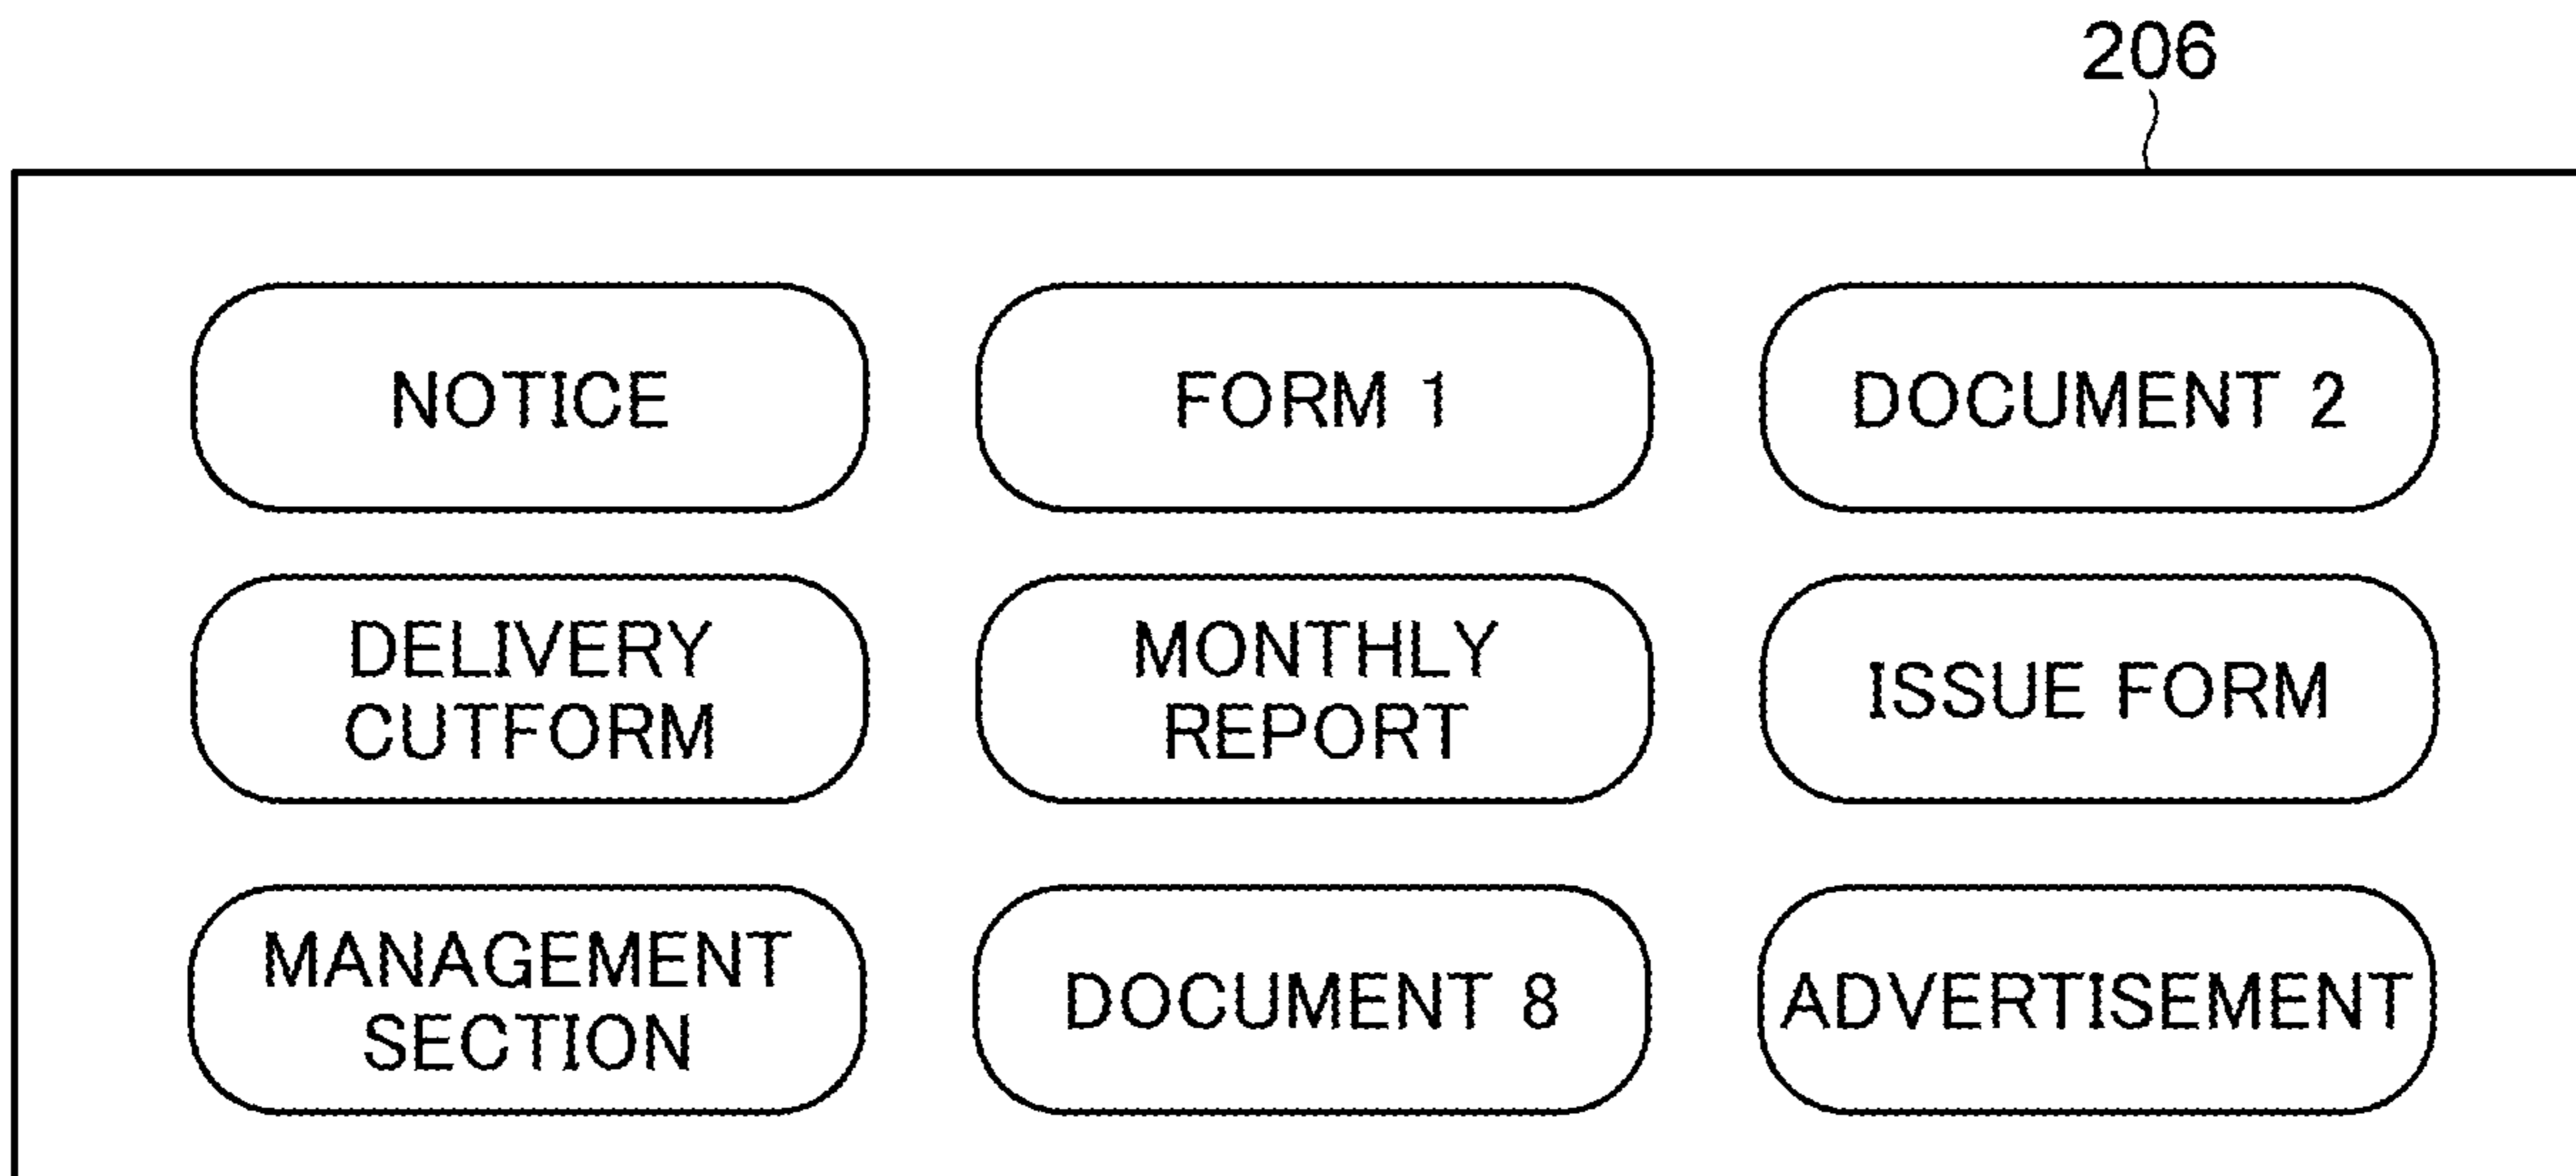 206
NOTICE
FORM 1
DOCUMENT 2
DELIVERY
CUTFORM
MONTHLY
REPORT
ISSUE FORM
MANAGEMENT
SECTION
DOCUMENT 8
ADVERTISEMENT